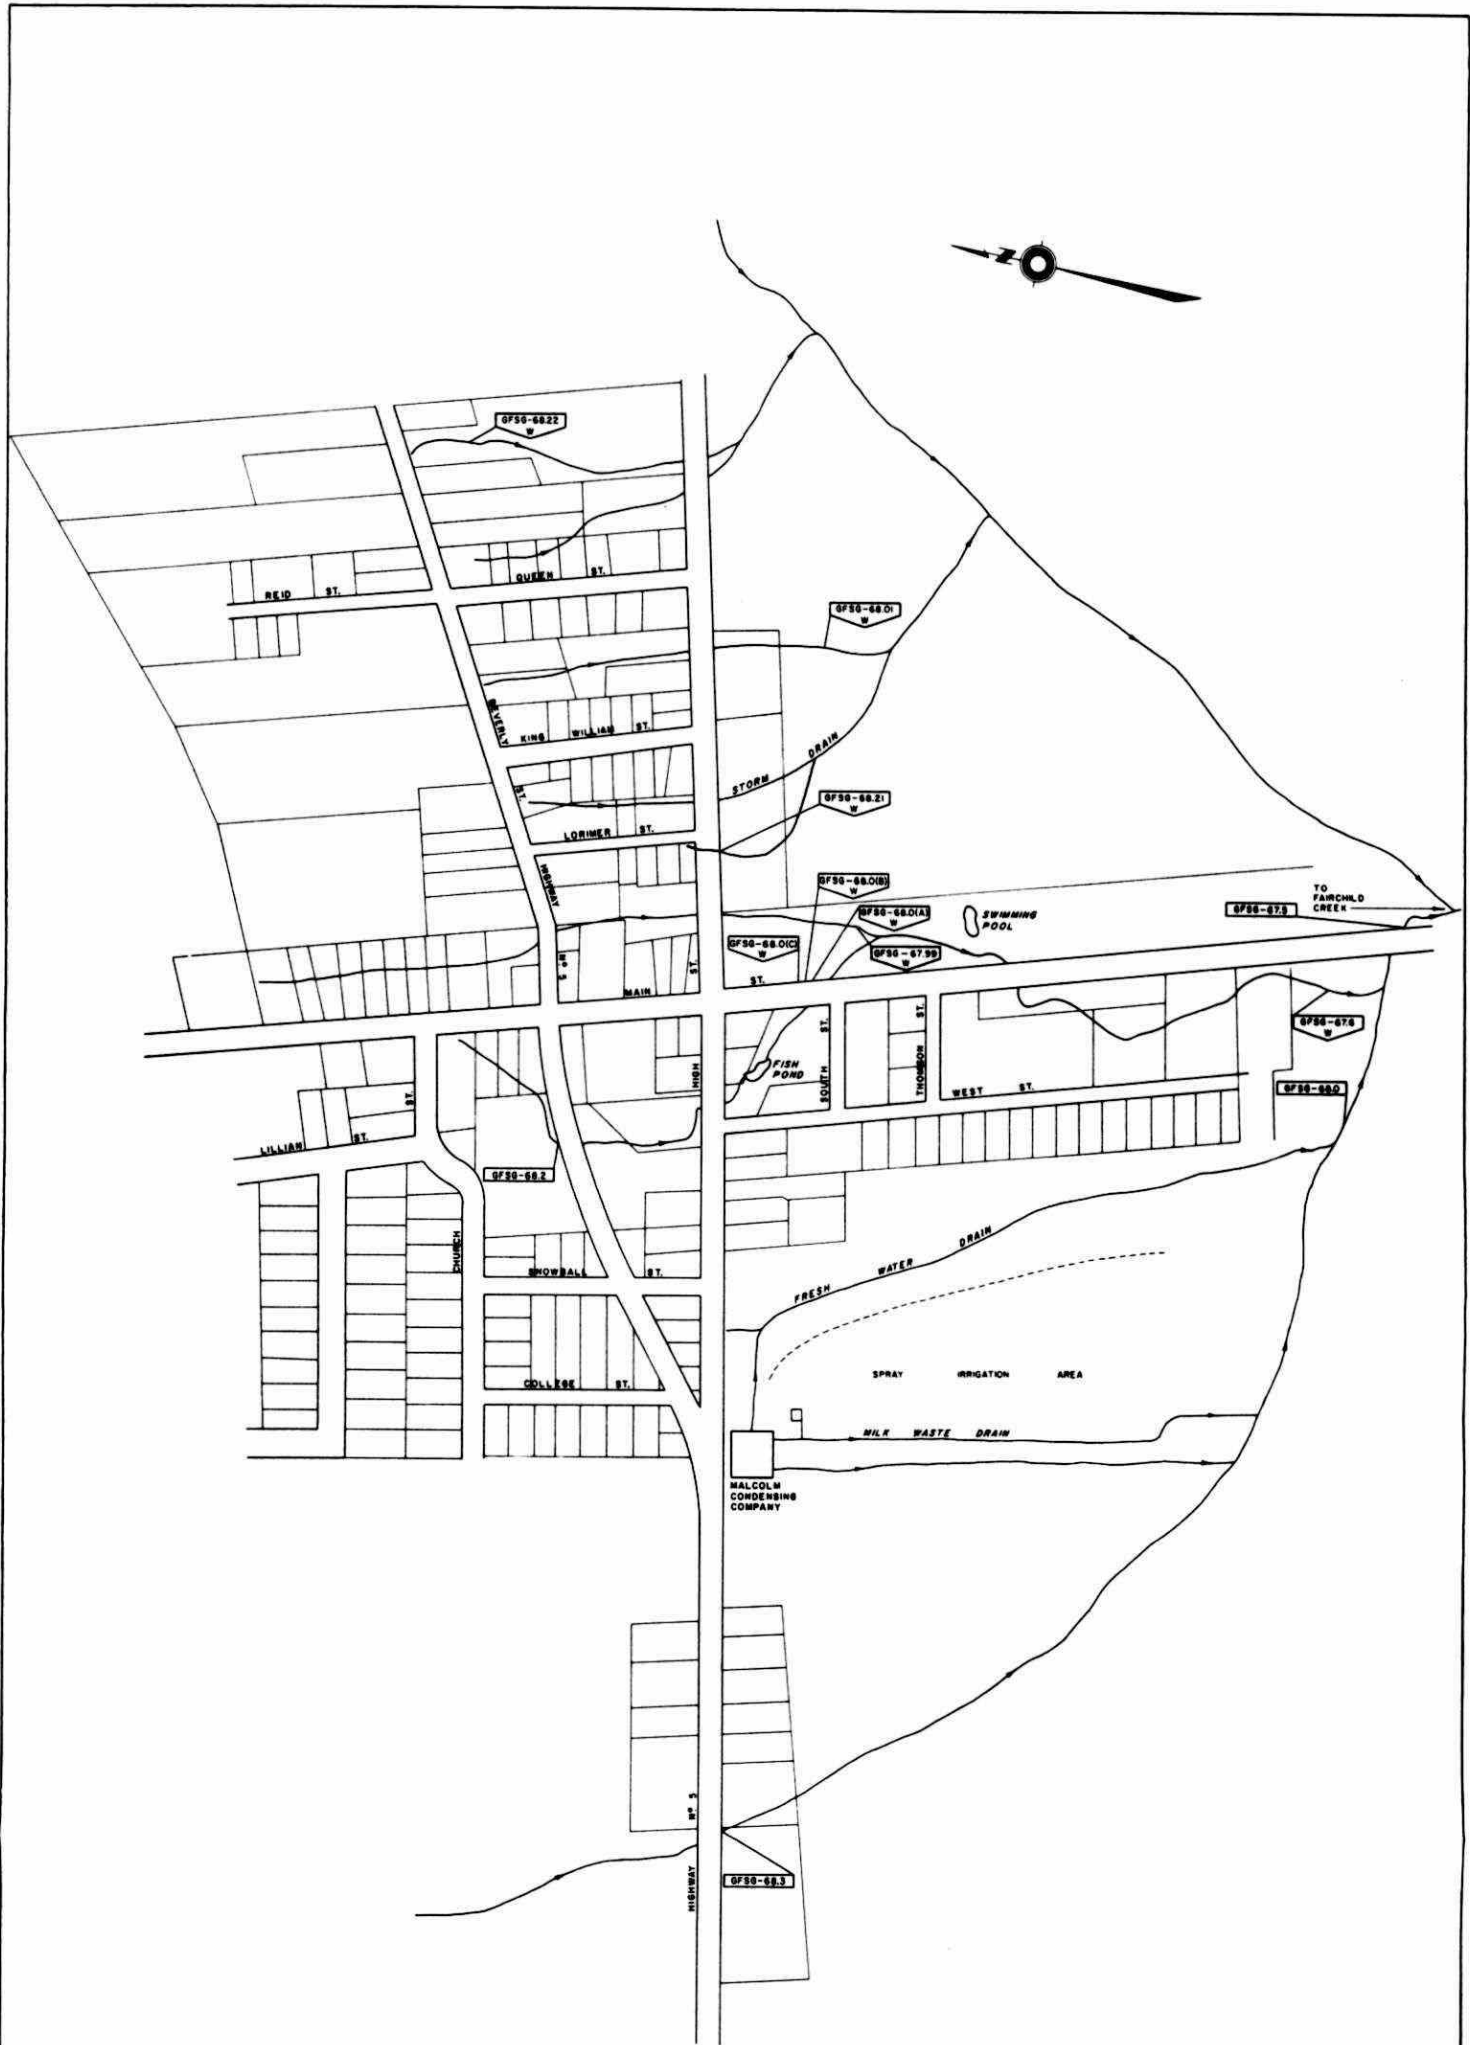 N
GFSG-68.22
W
QUEEN ST.
REID ST.
GFSG-68.01
W
BEVERLY ST.
KING WILLIAM ST.
STORM DRAIN
GFSG-68.21
W
LORIMER ST.
HIGHWAY Nº 5
GFSG-68.0(B)
W
GFSG-68.0(A)
W
GFSG-68.0(C)
W
GFSG-67.99
W
SWIMMING
POOL
TO
FAIRCHILD
CREEK
GFSG-67.5
MAIN ST.
HIGH ST.
GFSG-67.6
W
FISH
POND
SOUTH ST.
THOMSON ST.
WEST ST.
GFSG-68.0
LILLIAN ST.
CHURCH ST.
GFSG-68.2
FRESH WATER DRAIN
SNOWBALL ST.
SPRAY IRRIGATION AREA
COLLEGE ST.
MILK WASTE DRAIN
MALCOLM
CONDENSING
COMPANY
HIGHWAY Nº 5
GFSG-68.3